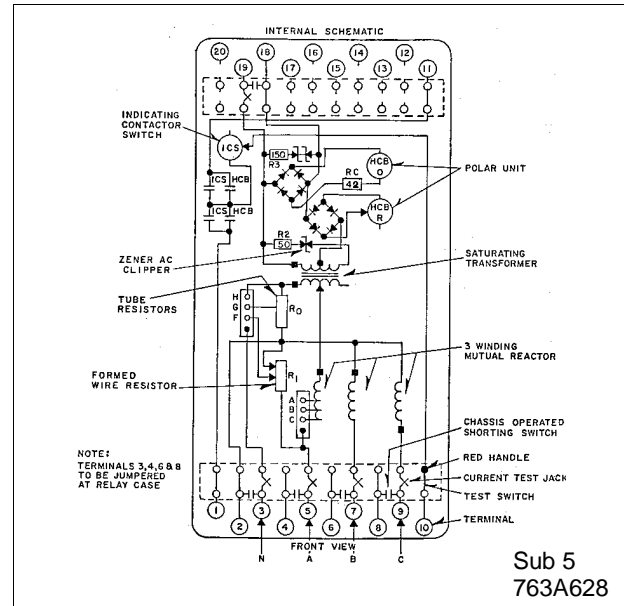 INTERNAL SCHEMATIC
20 19 18 17 16 15 14 13 12 11
INDICATING
CONTACTOR
SWITCH
ICS
150
R3
RC
42
HCB
O
HCB
R
POLAR UNIT
ICS HCB
ICS HCB
R2
50
ZENER AC
CLIPPER
SATURATING
TRANSFORMER
TUBE
RESISTORS
H
G
F
R0
FORMED
WIRE RESISTOR
R1
A
B
C
3 WINDING
MUTUAL REACTOR
CHASSIS OPERATED
SHORTING SWITCH
RED HANDLE
CURRENT TEST JACK
TEST SWITCH
TERMINAL
NOTE:
TERMINALS 3,4,6 & 8
TO BE JUMPERED
AT RELAY CASE
1 2 3 4 5 6 7 8 9 10
FRONT VIEW
N A B C
Sub 5
763A628